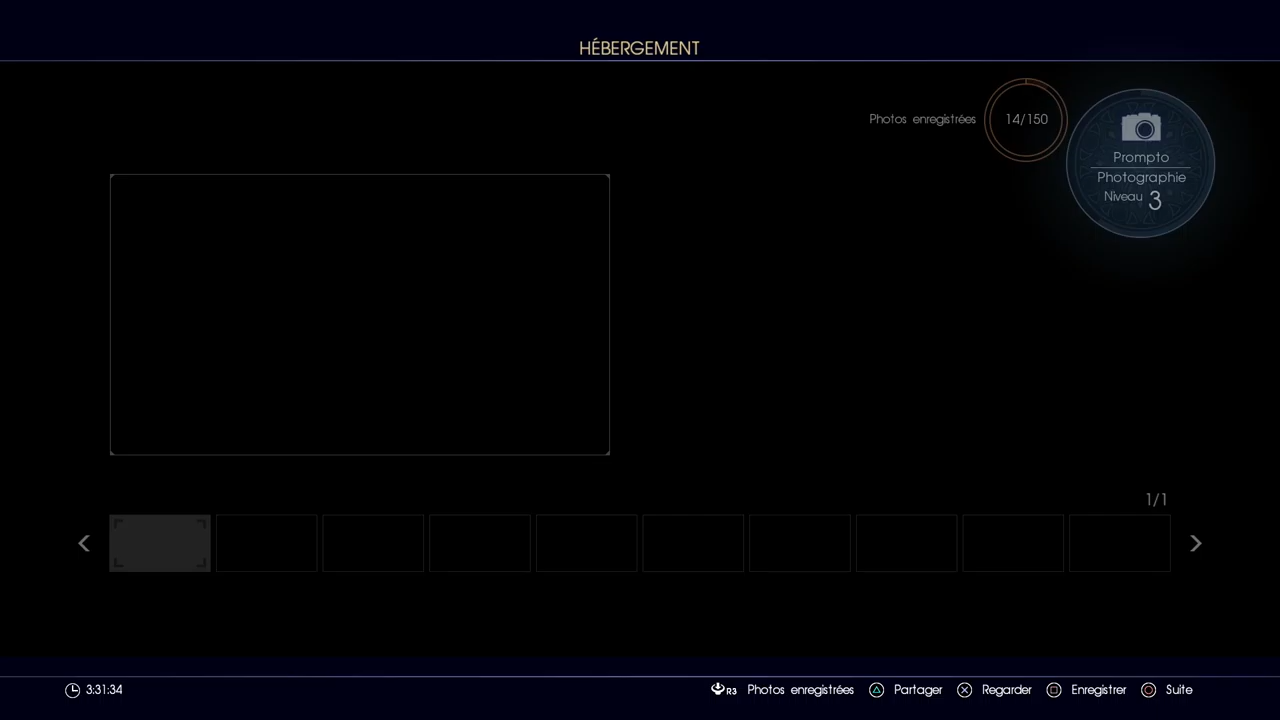 HÉBERGEMENT
Photos enregistrées
14/150
Prompto
Photographie
Niveau 3
1/1
3:31:34
R3 Photos enregistrées
Partager
Regarder
Enregistrer
Suite